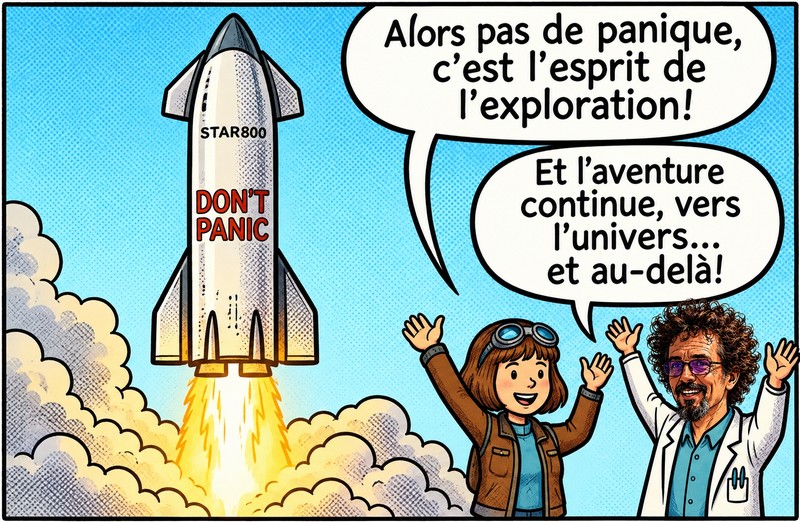 Alors pas de panique,
c'est l'esprit de
l'exploration!
Et l'aventure
continue, vers
l'univers...
et au-delà!
STAR800
DON'T
PANIC